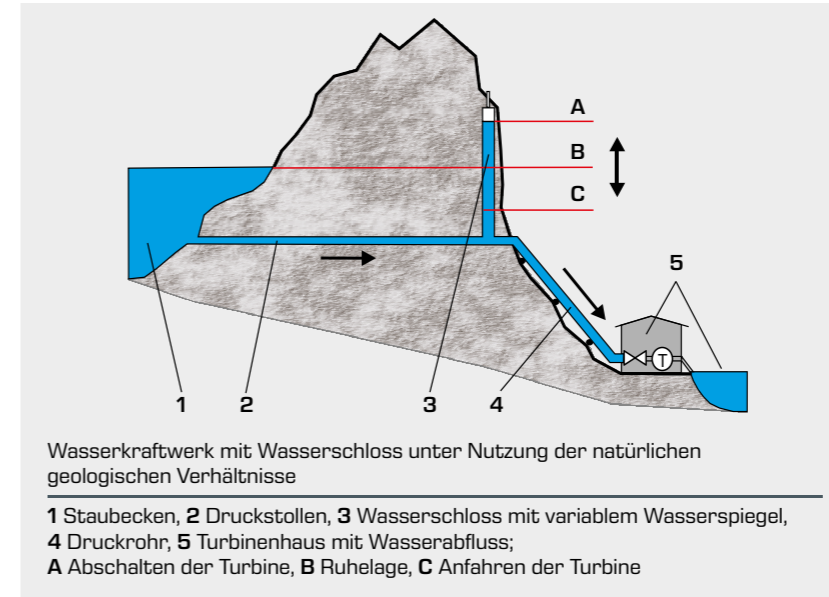 A
B
C
5
T
1 2 3 4
Wasserkraftwerk mit Wasserschloss unter Nutzung der natürlichen
geologischen Verhältnisse
1 Staubecken, 2 Druckstollen, 3 Wasserschloss mit variablem Wasserspiegel,
4 Druckrohr, 5 Turbinenhaus mit Wasserabfluss;
A Abschalten der Turbine, B Ruhelage, C Anfahren der Turbine